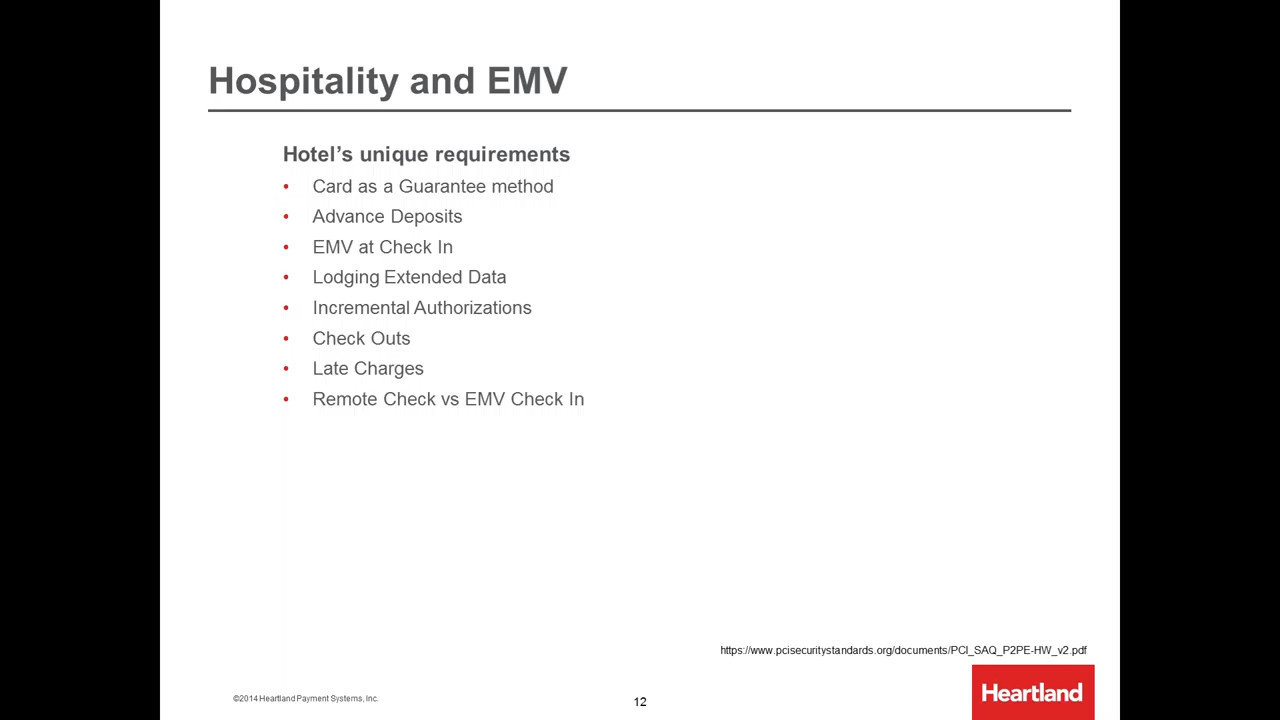 Hospitality and EMV
Hotel’s unique requirements
• Card as a Guarantee method
• Advance Deposits
• EMV at Check In
• Lodging Extended Data
• Incremental Authorizations
• Check Outs
• Late Charges
• Remote Check vs EMV Check In
https://www.pcisecuritystandards.org/documents/PCI_SAQ_P2PE-HW_v2.pdf
©2014 Heartland Payment Systems, Inc.
12
Heartland